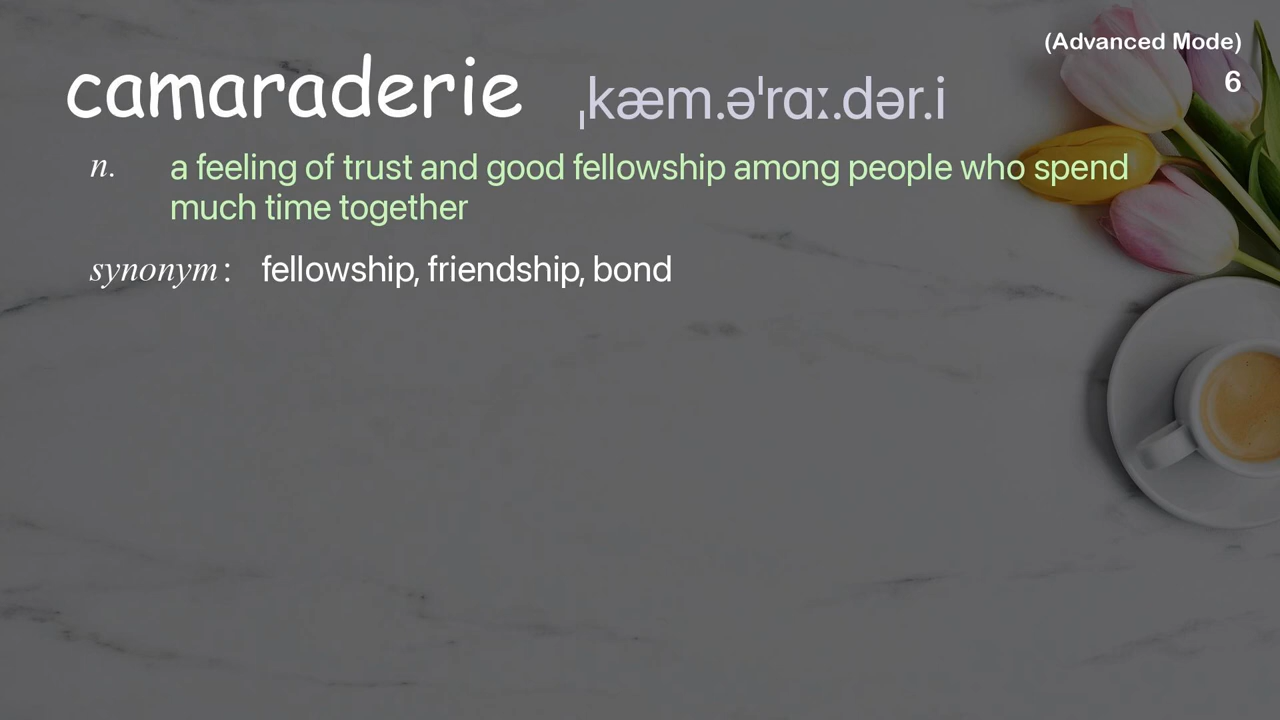 (Advanced Mode)
camaraderie ˌkæm.əˈrɑː.dər.i
6
n. a feeling of trust and good fellowship among people who spend
much time together
synonym: fellowship, friendship, bond